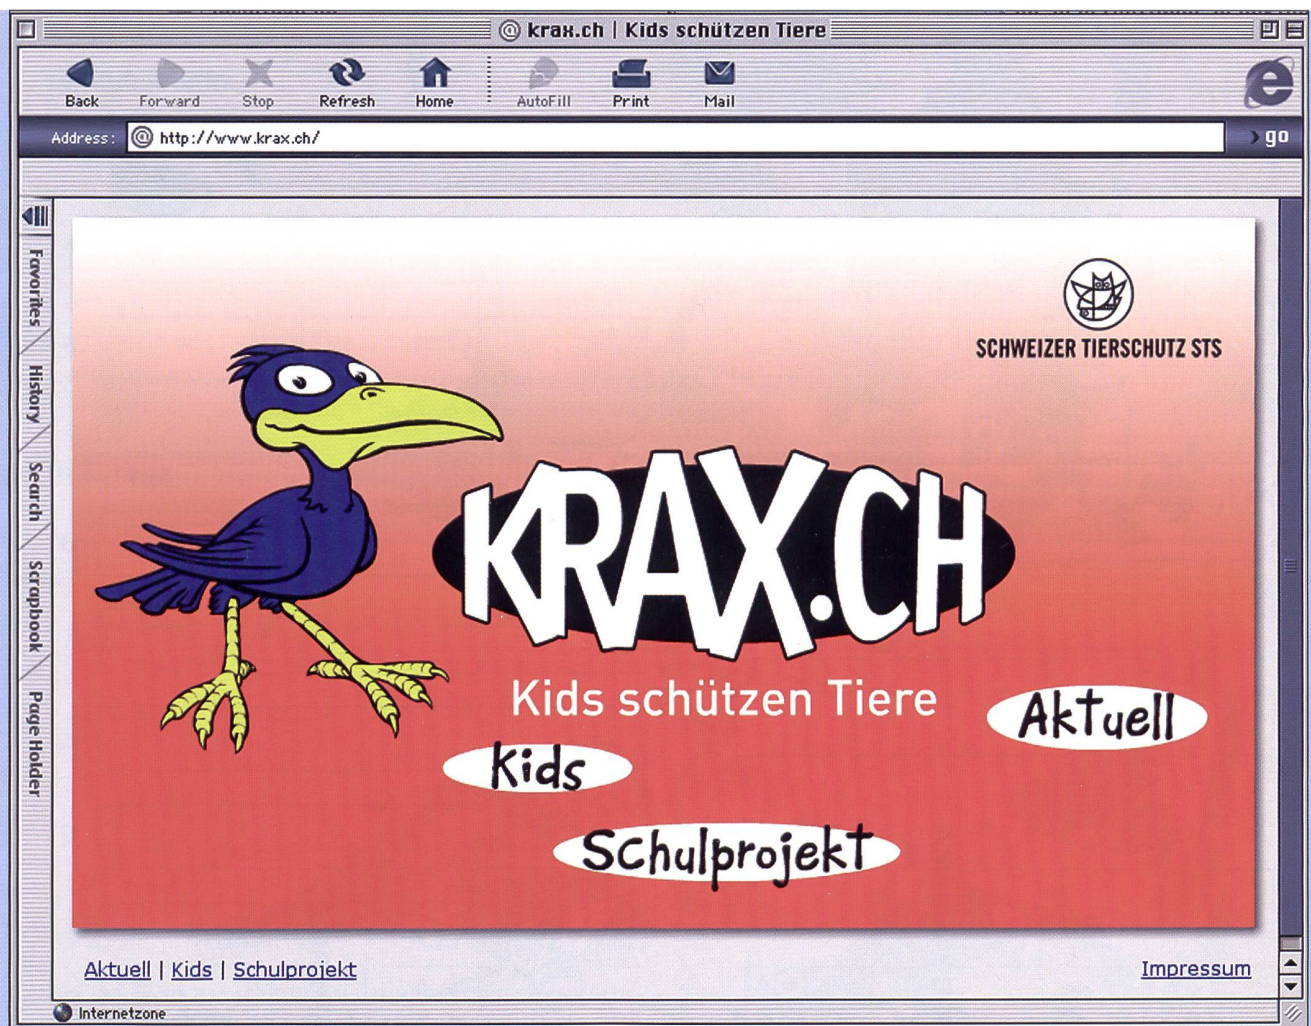 krax.ch | Kids schützen Tiere
Back Forward Stop Refresh Home AutoFill Print Mail
Address: @ http://www.krax.ch/ go
Favorites
History
Search
Scrapbook
Page Holder
SCHWEIZER TIERSCHUTZ STS
KRAX.CH
Kids schützen Tiere
Aktuell
Kids
Schulprojekt
Aktuell | Kids | Schulprojekt Impressum
Internetzone